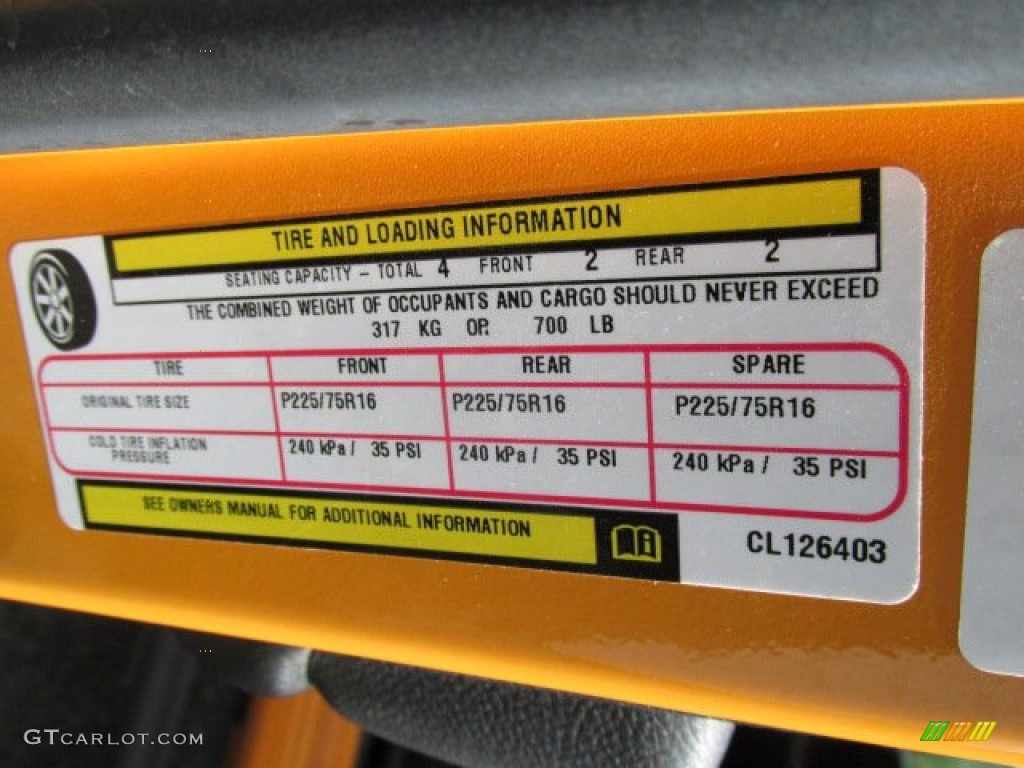 TIRE AND LOADING INFORMATION
SEATING CAPACITY - TOTAL 4 FRONT 2 REAR 2
THE COMBINED WEIGHT OF OCCUPANTS AND CARGO SHOULD NEVER EXCEED
317 KG OR 700 LB
TIRE FRONT REAR SPARE
ORIGINAL TIRE SIZE P225/75R16 P225/75R16 P225/75R16
COLD TIRE INFLATION PRESSURE 240 kPa / 35 PSI 240 kPa / 35 PSI 240 kPa / 35 PSI
SEE OWNERS MANUAL FOR ADDITIONAL INFORMATION
CL126403
GTCARLOT.COM